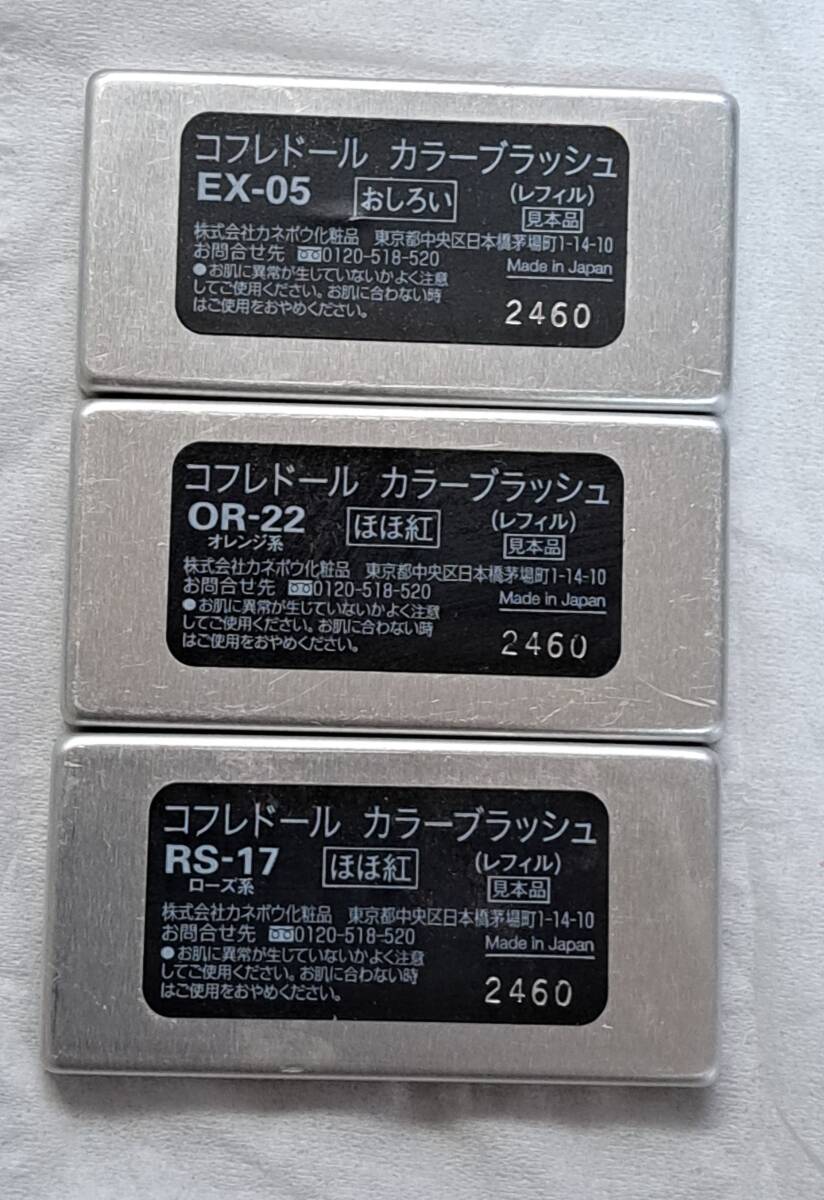 コフレドール カラーブラッシュ
EX-05 おしろい (レフィル)
見本品
株式会社カネボウ化粧品 東京都中央区日本橋茅場町1-14-10
お問合せ先 0120-518-520
Made in Japan
●お肌に異常が生じていないかよく注意
してご使用ください。お肌に合わない時
はご使用をおやめください。
2460
コフレドール カラーブラッシュ
OR-22 ほほ紅 (レフィル)
オレンジ系 見本品
株式会社カネボウ化粧品 東京都中央区日本橋茅場町1-14-10
お問合せ先 0120-518-520
Made in Japan
●お肌に異常が生じていないかよく注意
してご使用ください。お肌に合わない時
はご使用をおやめください。
2460
コフレドール カラーブラッシュ
RS-17 ほほ紅 (レフィル)
ローズ系 見本品
株式会社カネボウ化粧品 東京都中央区日本橋茅場町1-14-10
お問合せ先 0120-518-520
Made in Japan
●お肌に異常が生じていないかよく注意
してご使用ください。お肌に合わない時
はご使用をおやめください。
2460